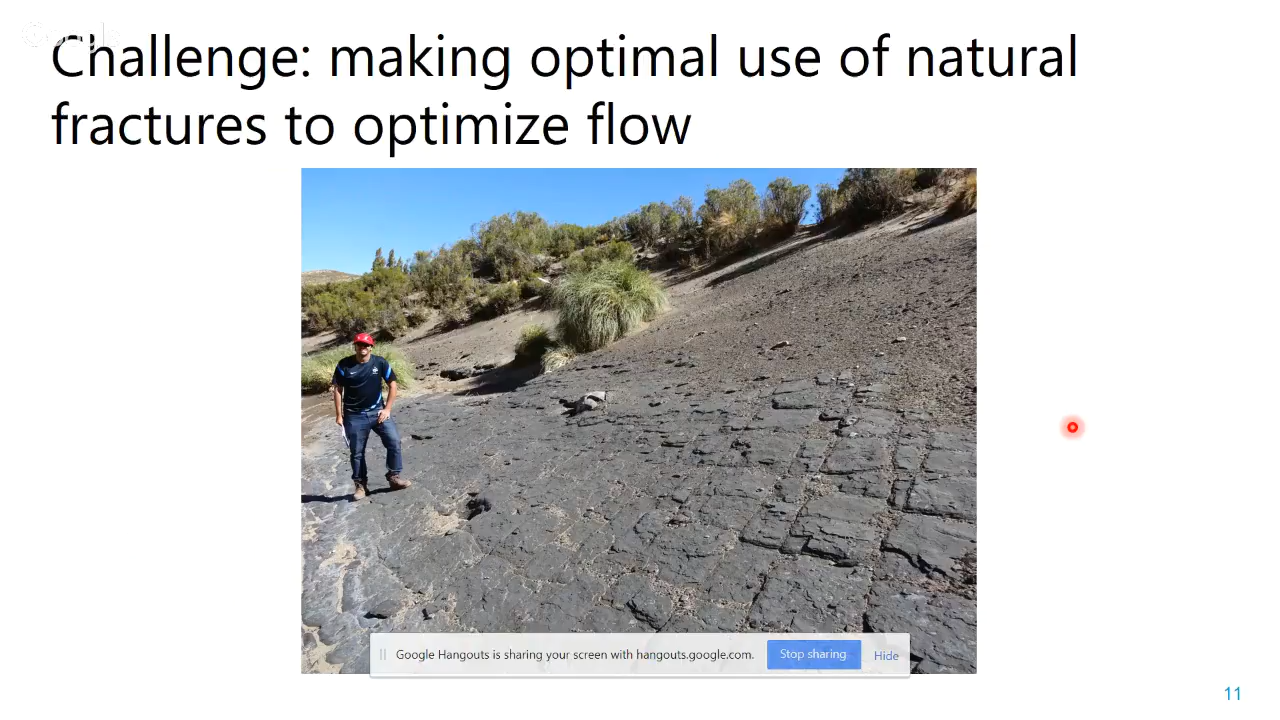 Google
Challenge: making optimal use of natural
fractures to optimize flow
Google Hangouts is sharing your screen with hangouts.google.com.
Stop sharing
Hide
11